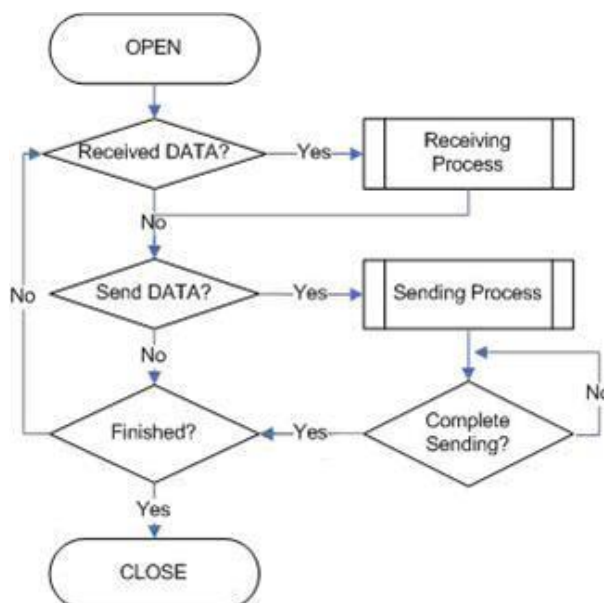 OPEN
Received DATA?
Yes
Receiving
Process
No
Send DATA?
Yes
Sending Process
No
No
Finished?
Yes
Complete
Sending?
No
Yes
CLOSE